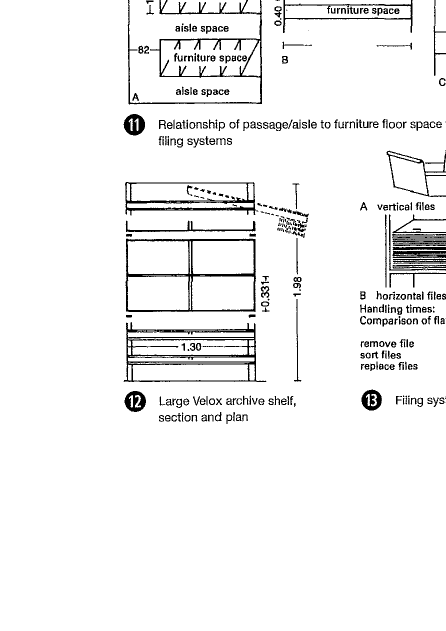 1
0.40
furniture space
aisle space
82
furniture space
aisle space
A
B
C
11 Relationship of passage/aisle to furniture floor space
filing systems
A vertical files
0.331
1.98
1.30
B horizontal files
Handling times:
Comparison of fla
remove file
sort files
replace files
12 Large Velox archive shelf,
section and plan
13 Filing sys